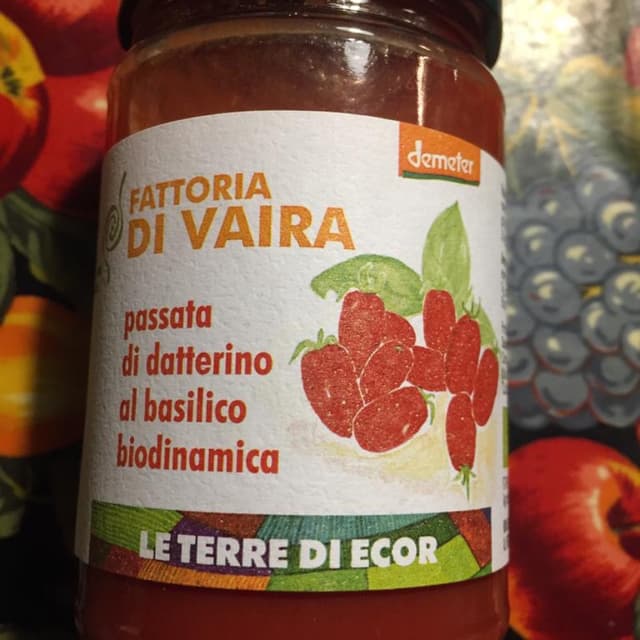 demeter
FATTORIA
DI VAIRA
passata
di datterino
al basilico
biodinamica
LE TERRE DI ECOR